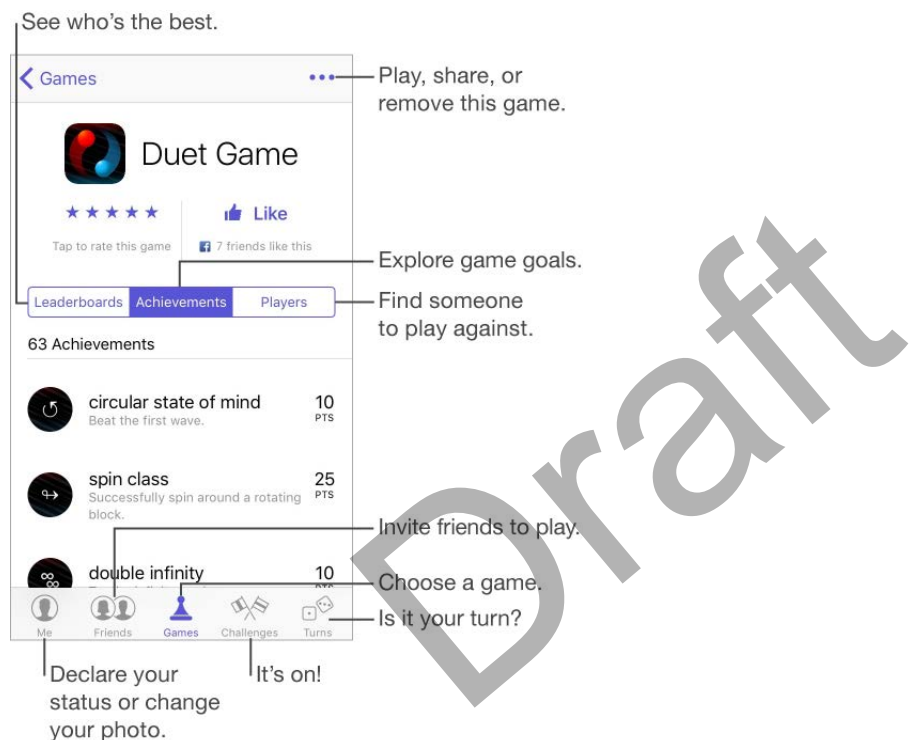 See who's the best.
Games
•••
Play, share, or
remove this game.
Duet Game
Like
Tap to rate this game
7 friends like this
Explore game goals.
Leaderboards Achievements Players
Find someone
to play against.
63 Achievements
circular state of mind 10
Beat the first wave. PTS
spin class 25
Successfully spin around a rotating PTS
block.
Invite friends to play.
double infinity 10
Choose a game.
Is it your turn?
Me Friends Games Challenges Turns
Declare your
status or change
your photo.
It's on!
Draft